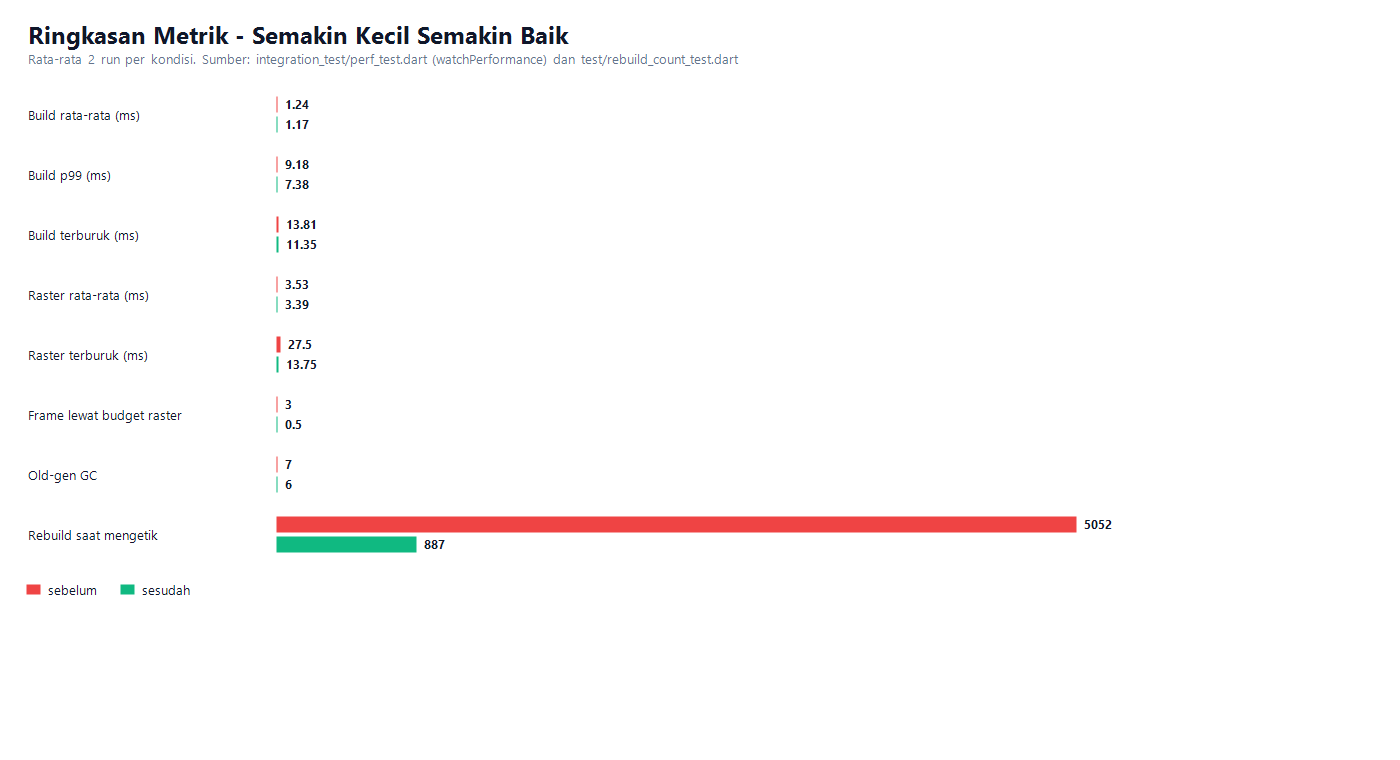 Ringkasan Metrik - Semakin Kecil Semakin Baik
Rata-rata 2 run per kondisi. Sumber: integration_test/perf_test.dart (watchPerformance) dan test/rebuild_count_test.dart
Build rata-rata (ms)
1.24
1.17
Build p99 (ms)
9.18
7.38
Build terburuk (ms)
13.81
11.35
Raster rata-rata (ms)
3.53
3.39
Raster terburuk (ms)
27.5
13.75
Frame lewat budget raster
3
0.5
Old-gen GC
7
6
Rebuild saat mengetik
5052
887
sebelum
sesudah